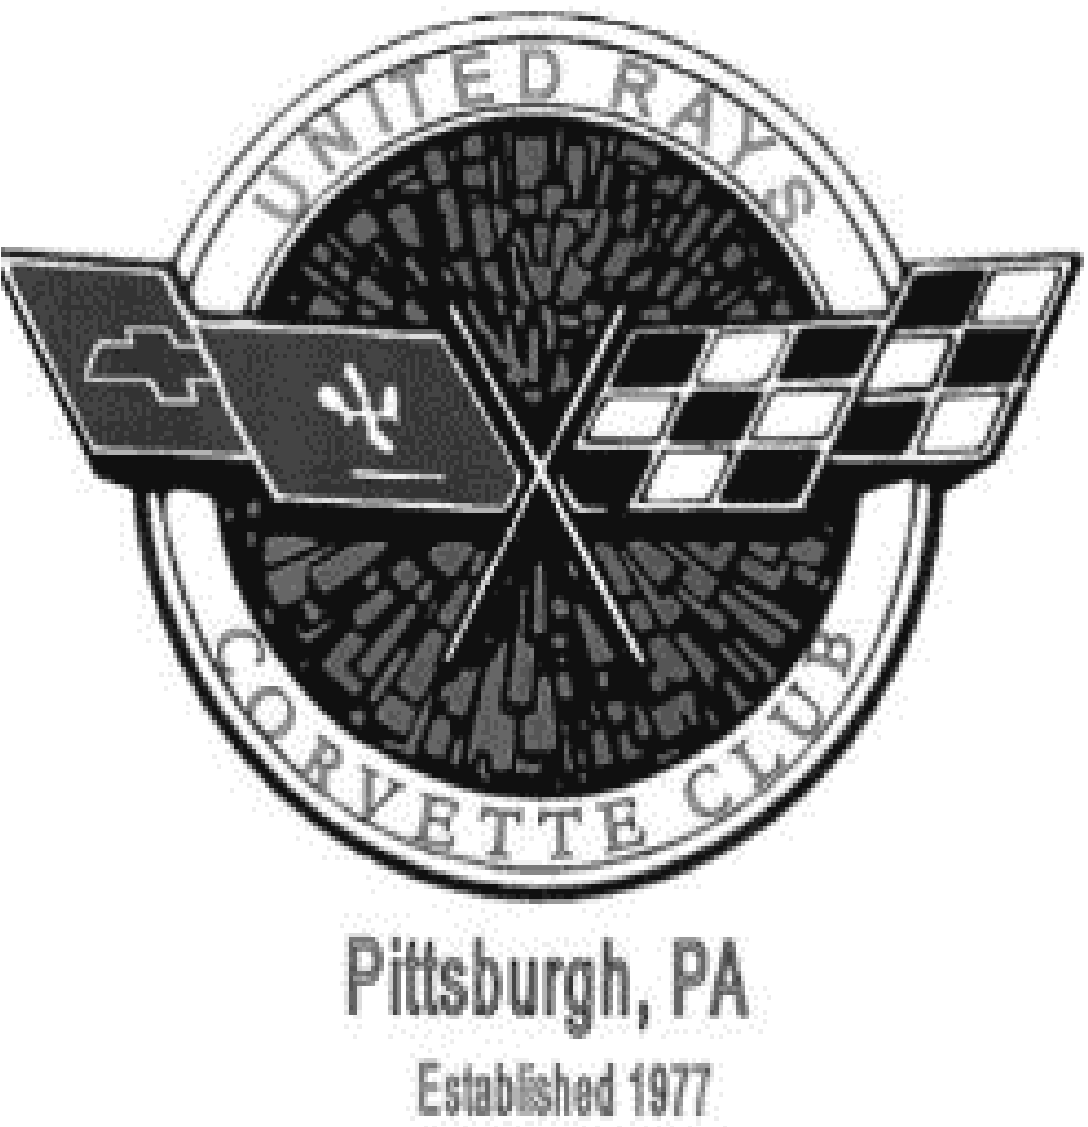 UNITED RAYS
CORVETTE CLUB
Pittsburgh, PA
Established 1977